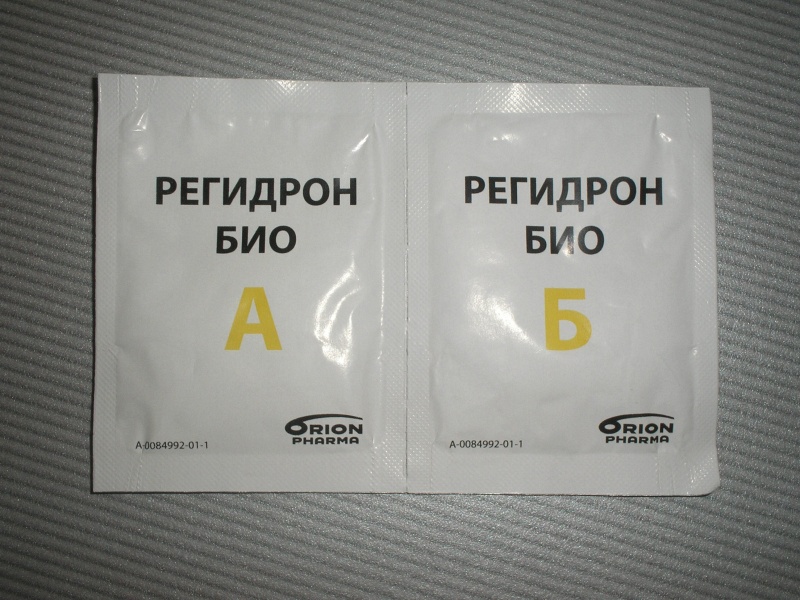 РЕГИДРОН
БИО
А
ORION
PHARMA
А-0084992-01-1
РЕГИДРОН
БИО
Б
ORION
PHARMA
А-0084992-01-1